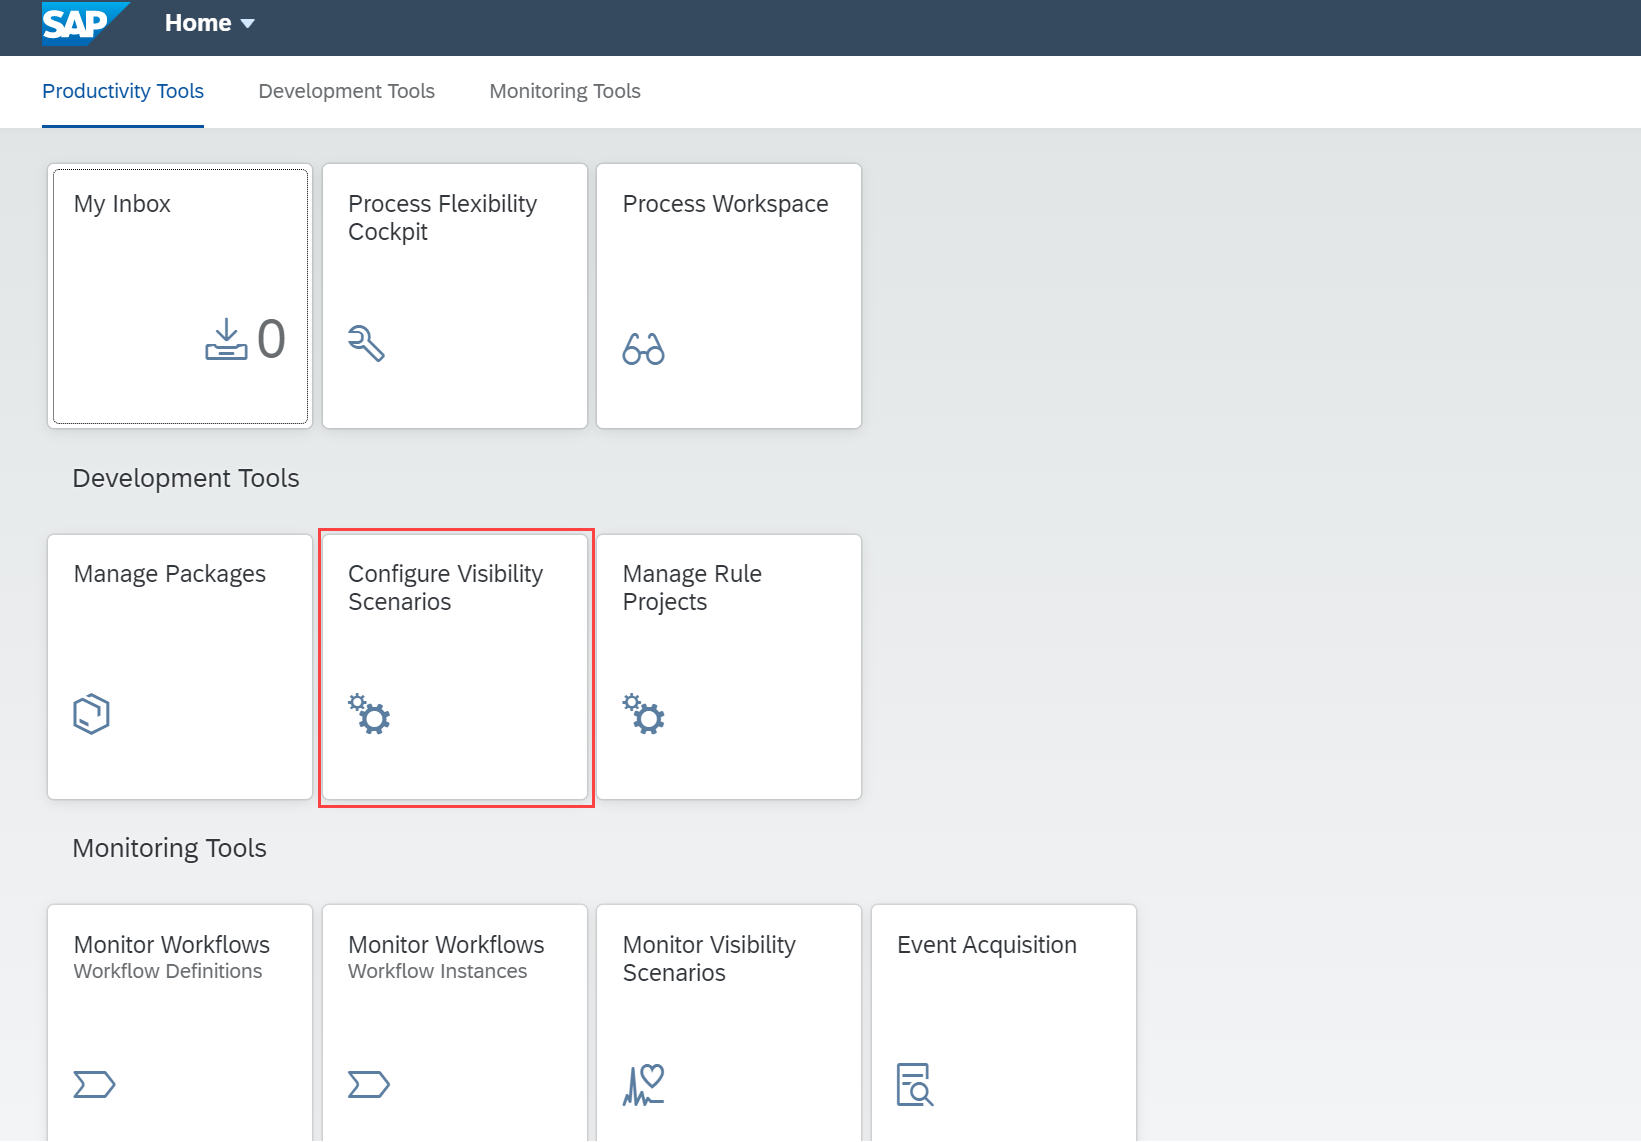 SAP Home
Productivity Tools Development Tools Monitoring Tools
My Inbox
0
Process Flexibility
Cockpit
Process Workspace
Development Tools
Manage Packages
Configure Visibility
Scenarios
Manage Rule
Projects
Monitoring Tools
Monitor Workflows
Workflow Definitions
Monitor Workflows
Workflow Instances
Monitor Visibility
Scenarios
Event Acquisition